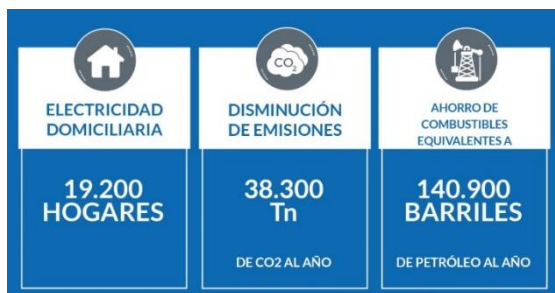 ELECTRICIDAD
DOMICILIARIA
19.200
HOGARES
CO2
DISMINUCIÓN
DE EMISIONES
38.300
Tn
DE CO2 AL AÑO
AHORRO DE
COMBUSTIBLES
EQUIVALENTES A
140.900
BARRILES
DE PETRÓLEO AL AÑO